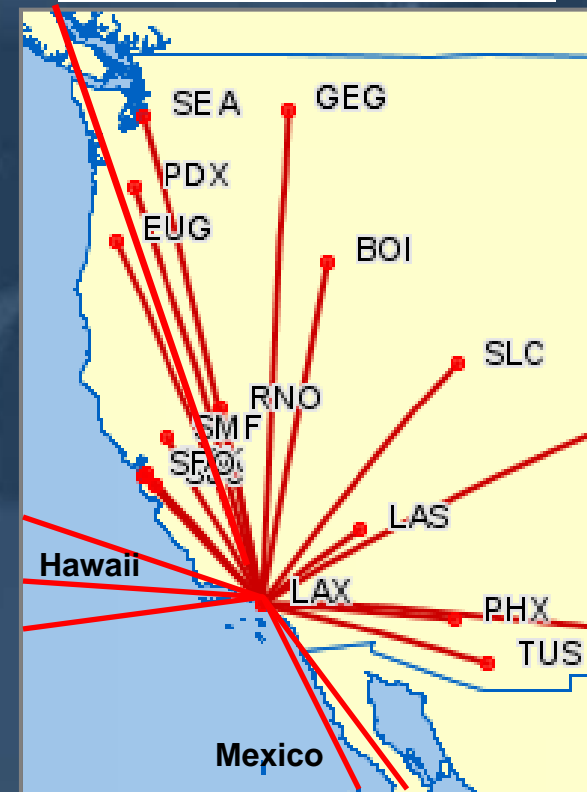 SEA
GEG
PDX
EUG
BOI
SLC
RNO
SMF
LAS
Hawaii
LAX
PHX
TUS
Mexico